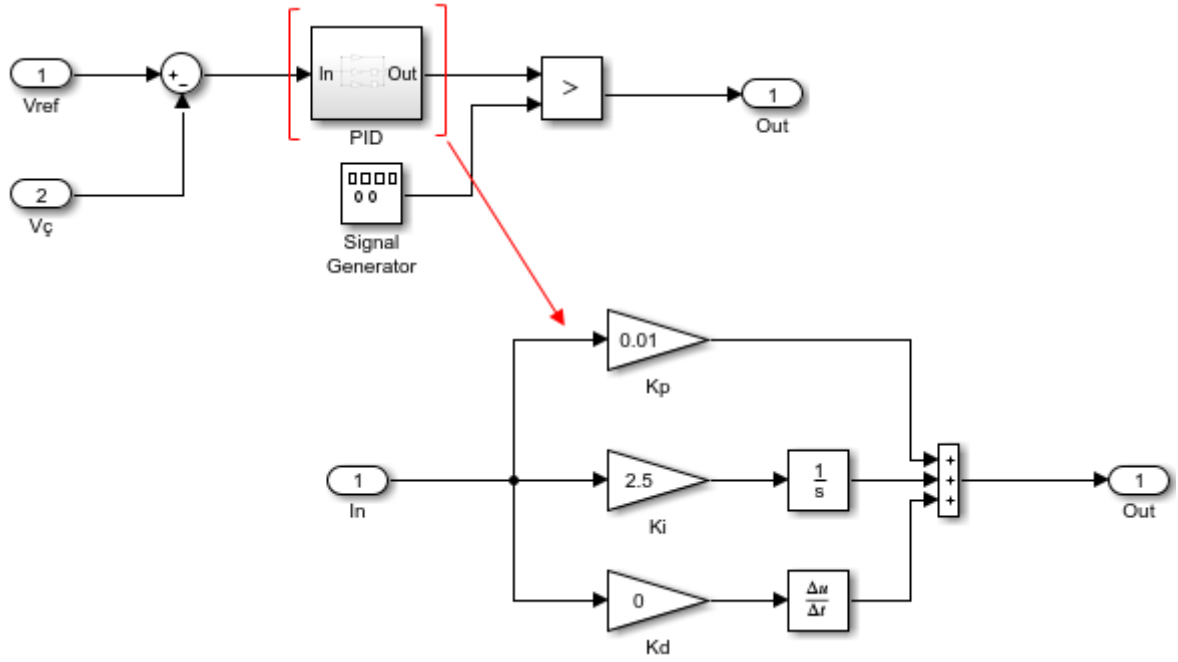 1
Vref
+
−
In
Out
PID
>
1
Out
2
Vç
Signal
Generator
0.01
Kp
1
In
2.5
Ki
1
s
+
+
+
1
Out
0
Kd
Δu
Δt